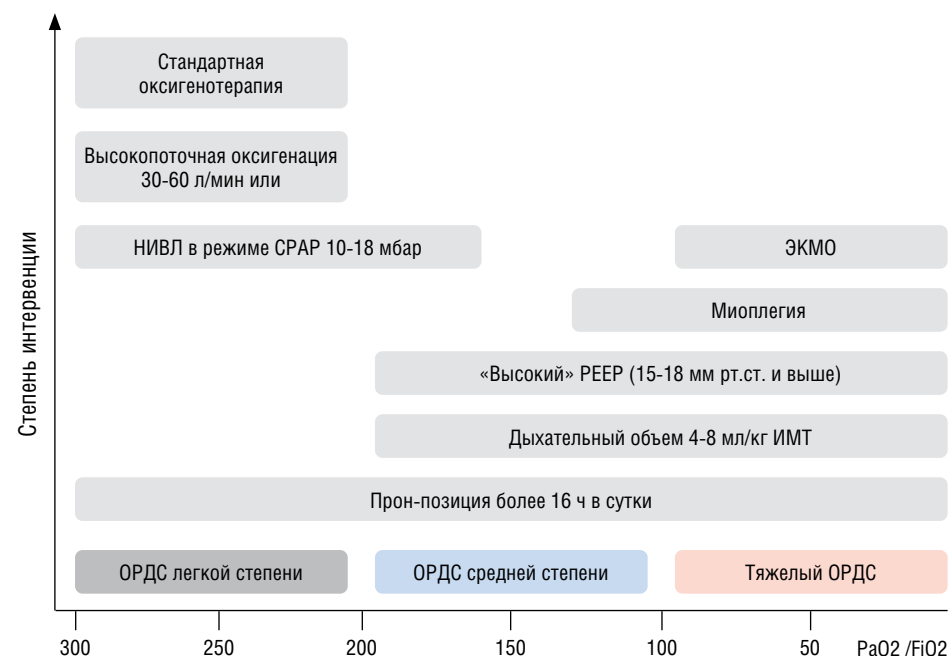 Стандартная
оксигенотерапия
Высокопоточная оксигенация
30-60 л/мин или
НИВЛ в режиме CPAP 10-18 мбар
ЭКМО
Миоплегия
«Высокий» PEEP (15-18 мм рт.ст. и выше)
Дыхательный объем 4-8 мл/кг ИМТ
Прон-позиция более 16 ч в сутки
ОРДС легкой степени
ОРДС средней степени
Тяжелый ОРДС
Степень интервенции
300 250 200 150 100 50 PaO2 /FiO2